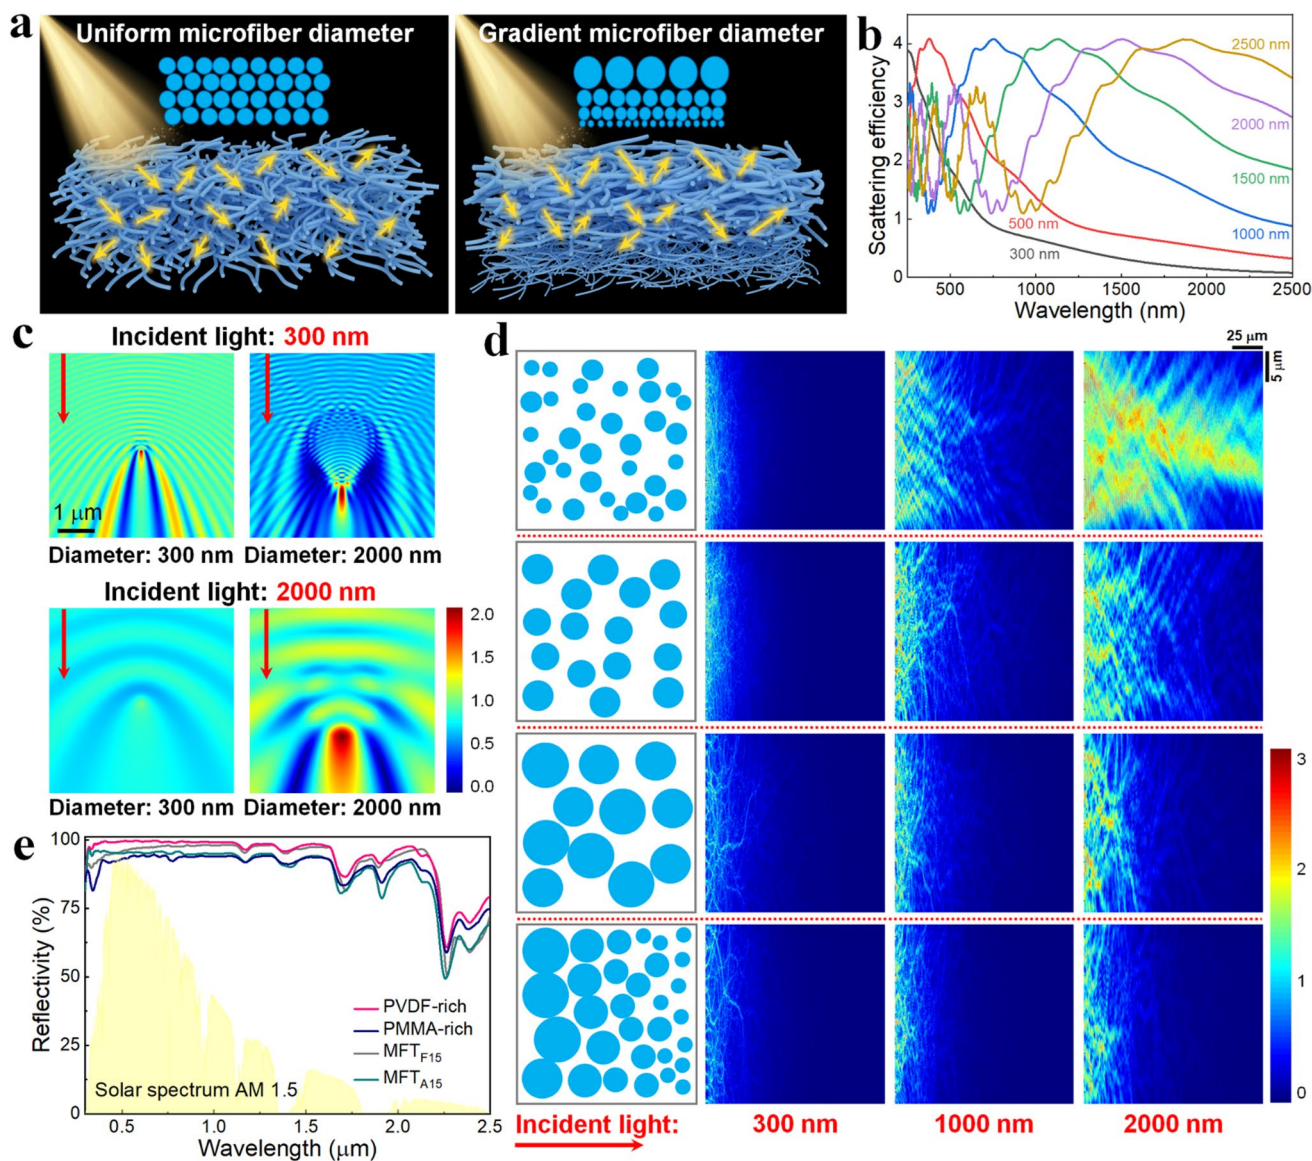 a
Uniform microfiber diameter
Gradient microfiber diameter
b
Scattering efficiency
4
3
2
1
0
2500 nm
2000 nm
1500 nm
1000 nm
500 nm
300 nm
500
1000
1500
2000
2500
Wavelength (nm)
c
Incident light: 300 nm
1 μm
Diameter: 300 nm
Diameter: 2000 nm
Incident light: 2000 nm
2.0
1.5
1.0
0.5
0.0
Diameter: 300 nm
Diameter: 2000 nm
d
25 μm
5 μm
3
2
1
0
Incident light:
300 nm
1000 nm
2000 nm
e
Reflectivity (%)
100
75
50
25
0
PVDF-rich
PMMA-rich
MFT_F15
MFT_A15
Solar spectrum AM 1.5
0.5
1.0
1.5
2.0
2.5
Wavelength (μm)